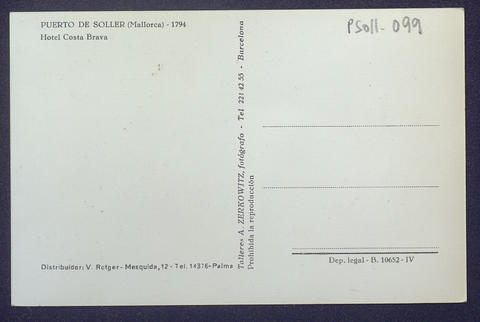 PUERTO DE SOLLER (Mallorca) - 1794
Hotel Costa Brava
PSoll- 099
Talleres A. ZERKOWITZ, fotógrafo - Tel 221 42 55 - Barcelona
Prohibida la reproducción
Distribuidor: V. Rotger - Mesquida, 12 - Tel. 14376 - Palma
Dep. legal - B. 10652 - IV